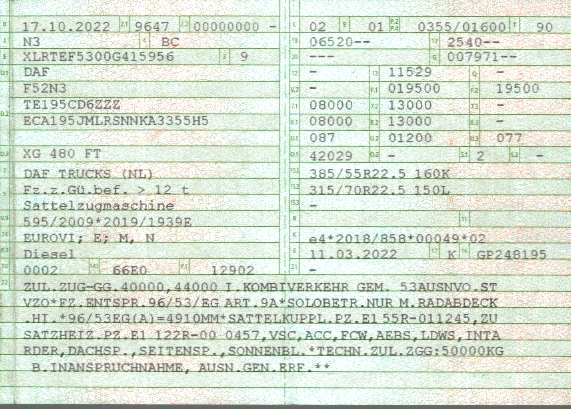 17.10.2022 9647 00000000 -
N3 BC
XLRTEF5300G415956 9
DAF
F52N3
TE195CD6ZZZ
ECA195JMLRSNNKA3355H5
XG 480 FT
DAF TRUCKS (NL)
Fz.z.Gü.bef. > 12 t
Sattelzugmaschine
595/2009*2019/1939E
EUROVI; E; M, N
Diesel
0002 66E0 12902
02 01 0355/01600 90
06520-- 2540--
--- 007971--
- 11529 -
- 019500 19500
08000 13000 -
08000 13000 -
087 01200 077
42029 - 2 -
385/55R22.5 160K
315/70R22.5 150L
-
e4*2018/858*00049*02
11.03.2022 K GP248195
-
ZUL.ZUG-GG.40000,44000 I.KOMBIVERKEHR GEM. 53AUSNVO.ST
VZO*FZ.ENTSPR.96/53/EG ART.9A*SOLOBETR.NUR M.RADABDECK
.HI.*96/53EG(A)=4910MM*SATTELKUPPL.PZ.E1 55R-011245,ZU
SATZHEIZ.PZ.E1 122R-00 0457,VSC,ACC,FCW,AEBS,LDWS,INTA
RDER,DACHSP.,SEITENSP.,SONNENBL.*TECHN.ZUL.ZGG:50000KG
B.INANSPRUCHNAHME, AUSN.GEN.ERF.**